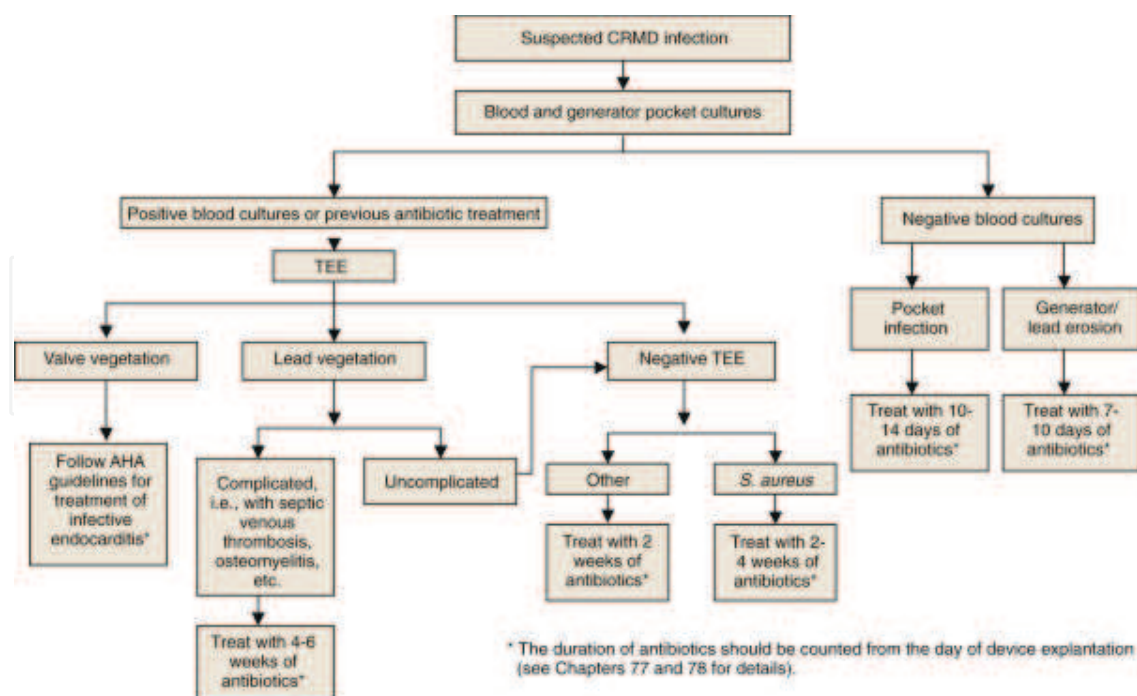 Suspected CRMD infection
Blood and generator pocket cultures
Positive blood cultures or previous antibiotic treatment
Negative blood cultures
TEE
Pocket
infection
Generator/
lead erosion
Valve vegetation
Lead vegetation
Negative TEE
Treat with 10-
14 days of
antibiotics*
Treat with 7-
10 days of
antibiotics*
Follow AHA
guidelines for
treatment of
infective
endocarditis*
Complicated,
i.e., with septic
venous
thrombosis,
osteomyelitis,
etc.
Uncomplicated
Other
S. aureus
Treat with 2
weeks of
antibiotics*
Treat with 2-
4 weeks of
antibiotics*
Treat with 4-6
weeks of
antibiotics*
* The duration of antibiotics should be counted from the day of device explantation
(see Chapters 77 and 78 for details).